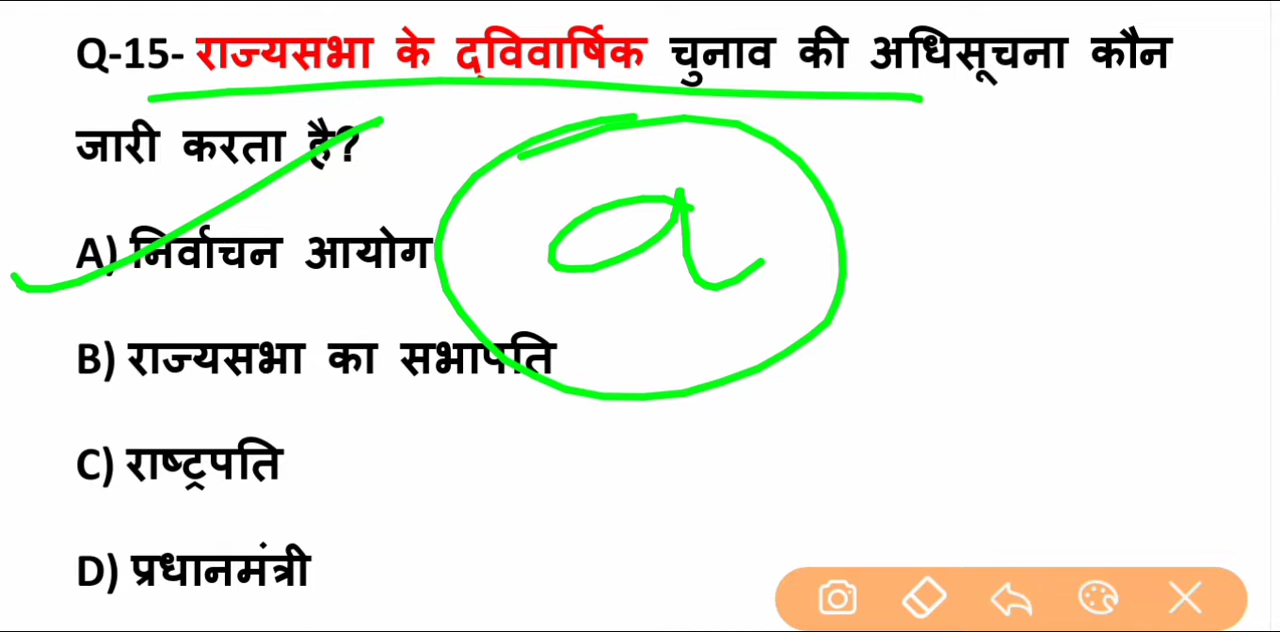 Q-15- राज्यसभा के द्विवार्षिक चुनाव की अधिसूचना कौन
जारी करता है?
A) निर्वाचन आयोग
a
B) राज्यसभा का सभापति
C) राष्ट्रपति
D) प्रधानमंत्री